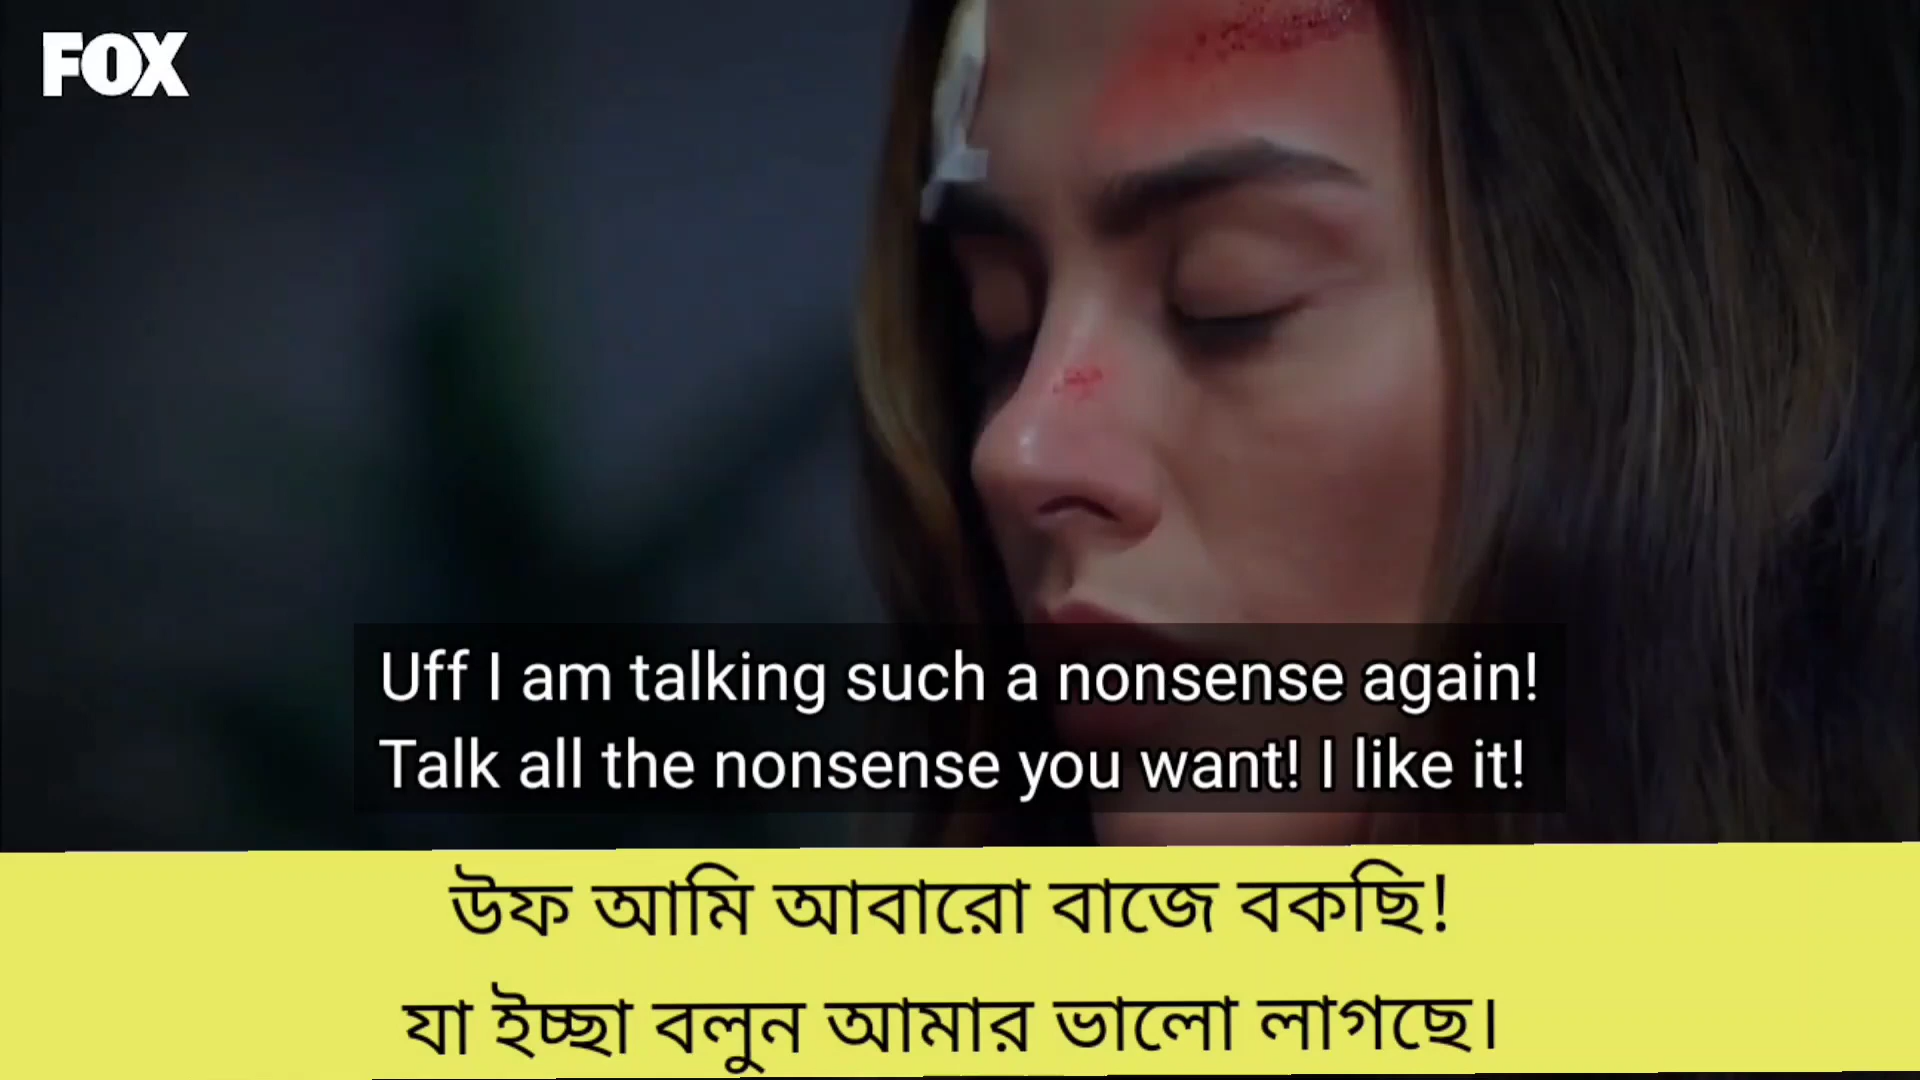 FOX
Uff I am talking such a nonsense again!
Talk all the nonsense you want! I like it!
উফ আমি আবারো বাজে বকছি!
যা ইচ্ছা বলুন আমার ভালো লাগছে।